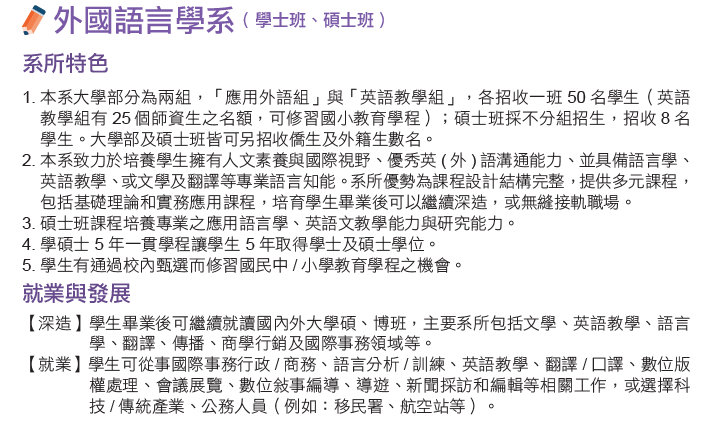 外國語言學系（學士班、碩士班）
系所特色
1. 本系大學部分為兩組，「應用外語組」與「英語教學組」，各招收一班 50 名學生（英語
教學組有 25 個師資生之名額，可修習國小教育學程）；碩士班採不分組招生，招收 8 名
學生。大學部及碩士班皆可另招收僑生及外籍生數名。
2. 本系致力於培養學生擁有人文素養與國際視野、優秀英 ( 外 ) 語溝通能力、並具備語言學、
英語教學、或文學及翻譯等專業語言知能。系所優勢為課程設計結構完整，提供多元課程，
包括基礎理論和實務應用課程，培育學生畢業後可以繼續深造，或無縫接軌職場。
3. 碩士班課程培養專業之應用語言學、英語文教學能力與研究能力。
4. 學碩士 5 年一貫學程讓學生 5 年取得學士及碩士學位。
5. 學生有通過校內甄選而修習國民中 / 小學教育學程之機會。
就業與發展
【深造】學生畢業後可繼續就讀國內外大學碩、博班，主要系所包括文學、英語教學、語言
學、翻譯、傳播、商學行銷及國際事務領域等。
【就業】學生可從事國際事務行政 / 商務、語言分析 / 訓練、英語教學、翻譯 / 口譯、數位版
權處理、會議展覽、數位敍事編導、導遊、新聞採訪和編輯等相關工作，或選擇科
技 / 傳統產業、公務人員（例如：移民署、航空站等）。